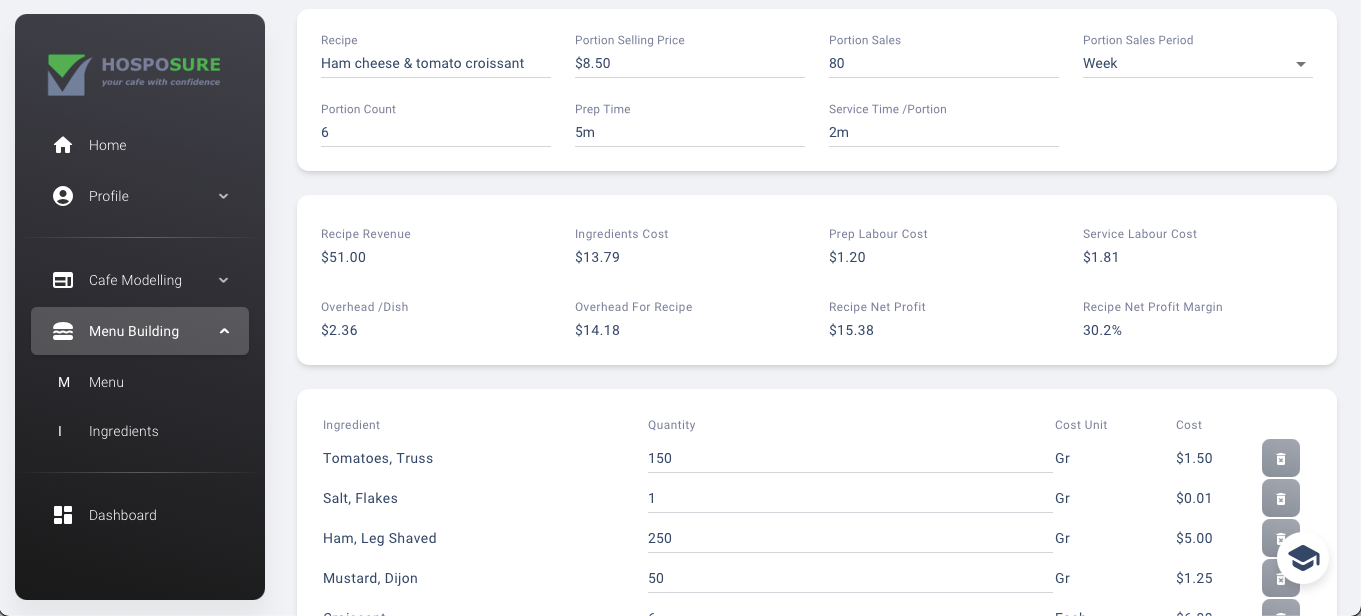 HOSPOSURE
your cafe with confidence
Home
Profile
Cafe Modelling
Menu Building
M Menu
I Ingredients
Dashboard
Recipe Portion Selling Price Portion Sales Portion Sales Period
Ham cheese & tomato croissant $8.50 80 Week
Portion Count Prep Time Service Time /Portion
6 5m 2m
Recipe Revenue Ingredients Cost Prep Labour Cost Service Labour Cost
$51.00 $13.79 $1.20 $1.81
Overhead /Dish Overhead For Recipe Recipe Net Profit Recipe Net Profit Margin
$2.36 $14.18 $15.38 30.2%
Ingredient Quantity Cost Unit Cost
Tomatoes, Truss 150 Gr $1.50
Salt, Flakes 1 Gr $0.01
Ham, Leg Shaved 250 Gr $5.00
Mustard, Dijon 50 Gr $1.25